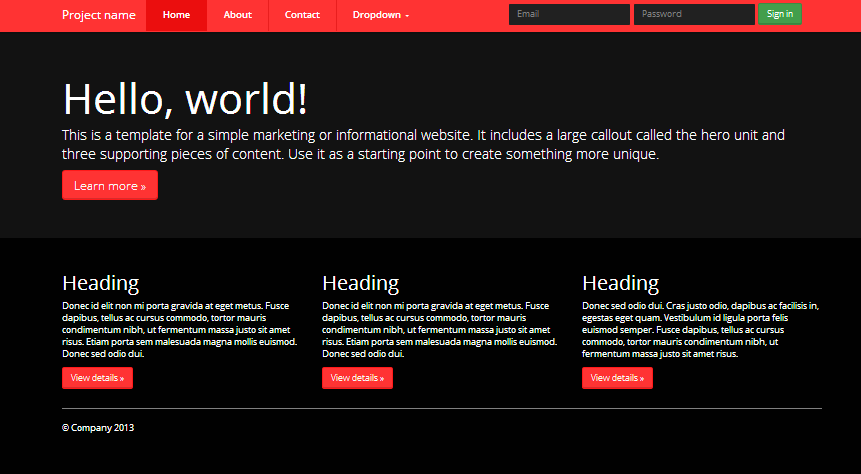 Project name Home About Contact Dropdown Email Password Sign in
Hello, world!
This is a template for a simple marketing or informational website. It includes a large callout called the hero unit and
three supporting pieces of content. Use it as a starting point to create something more unique.
Learn more »
Heading
Donec id elit non mi porta gravida at eget metus. Fusce
dapibus, tellus ac cursus commodo, tortor mauris
condimentum nibh, ut fermentum massa justo sit amet
risus. Etiam porta sem malesuada magna mollis euismod.
Donec sed odio dui.
View details »
Heading
Donec id elit non mi porta gravida at eget metus. Fusce
dapibus, tellus ac cursus commodo, tortor mauris
condimentum nibh, ut fermentum massa justo sit amet
risus. Etiam porta sem malesuada magna mollis euismod.
Donec sed odio dui.
View details »
Heading
Donec sed odio dui. Cras justo odio, dapibus ac facilisis in,
egestas eget quam. Vestibulum id ligula porta felis
euismod semper. Fusce dapibus, tellus ac cursus
commodo, tortor mauris condimentum nibh, ut
fermentum massa justo sit amet risus.
View details »
© Company 2013